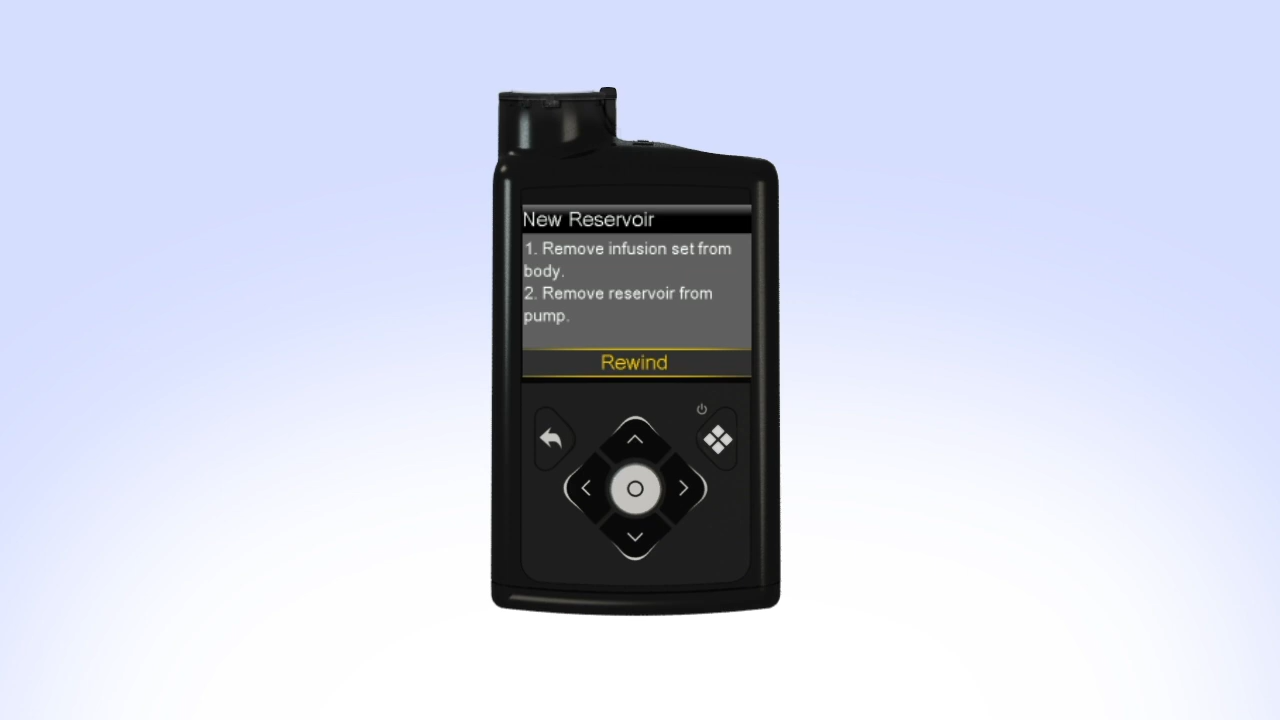 New Reservoir
1. Remove infusion set from
body.
2. Remove reservoir from
pump.
Rewind